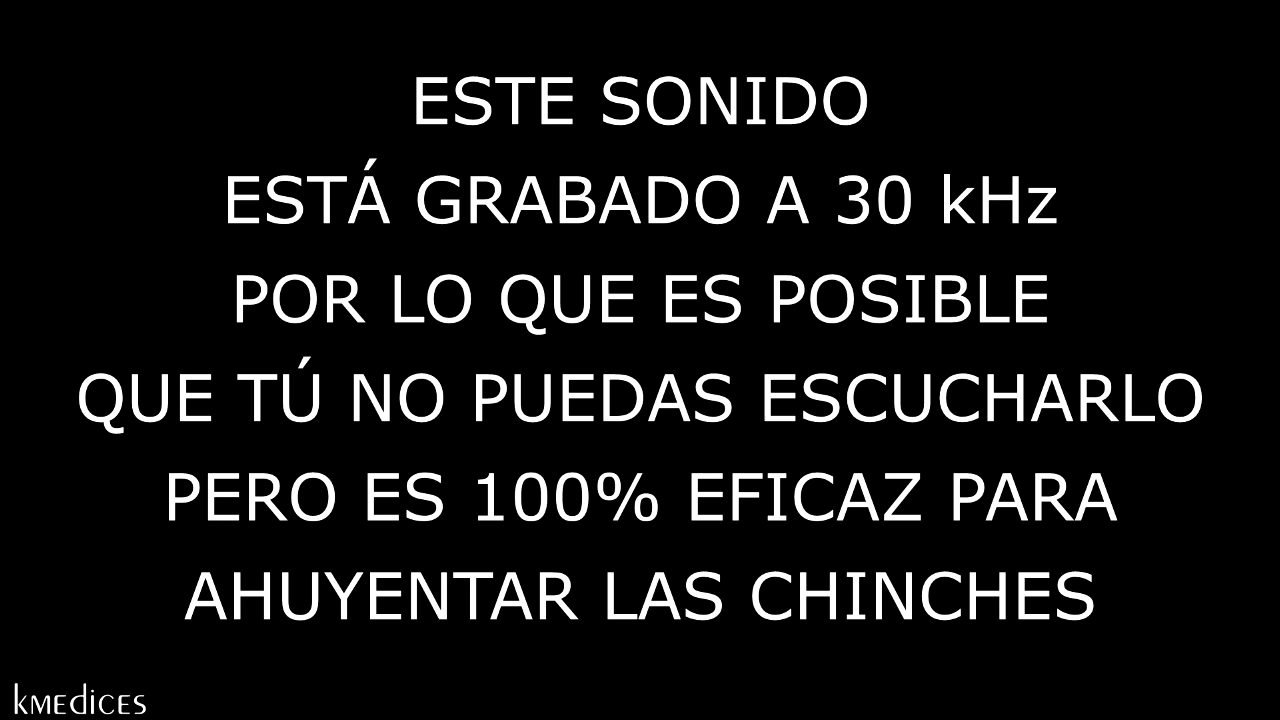 ESTE SONIDO
ESTÁ GRABADO A 30 kHz
POR LO QUE ES POSIBLE
QUE TÚ NO PUEDAS ESCUCHARLO
PERO ES 100% EFICAZ PARA
AHUYENTAR LAS CHINCHES
kMEdiCES